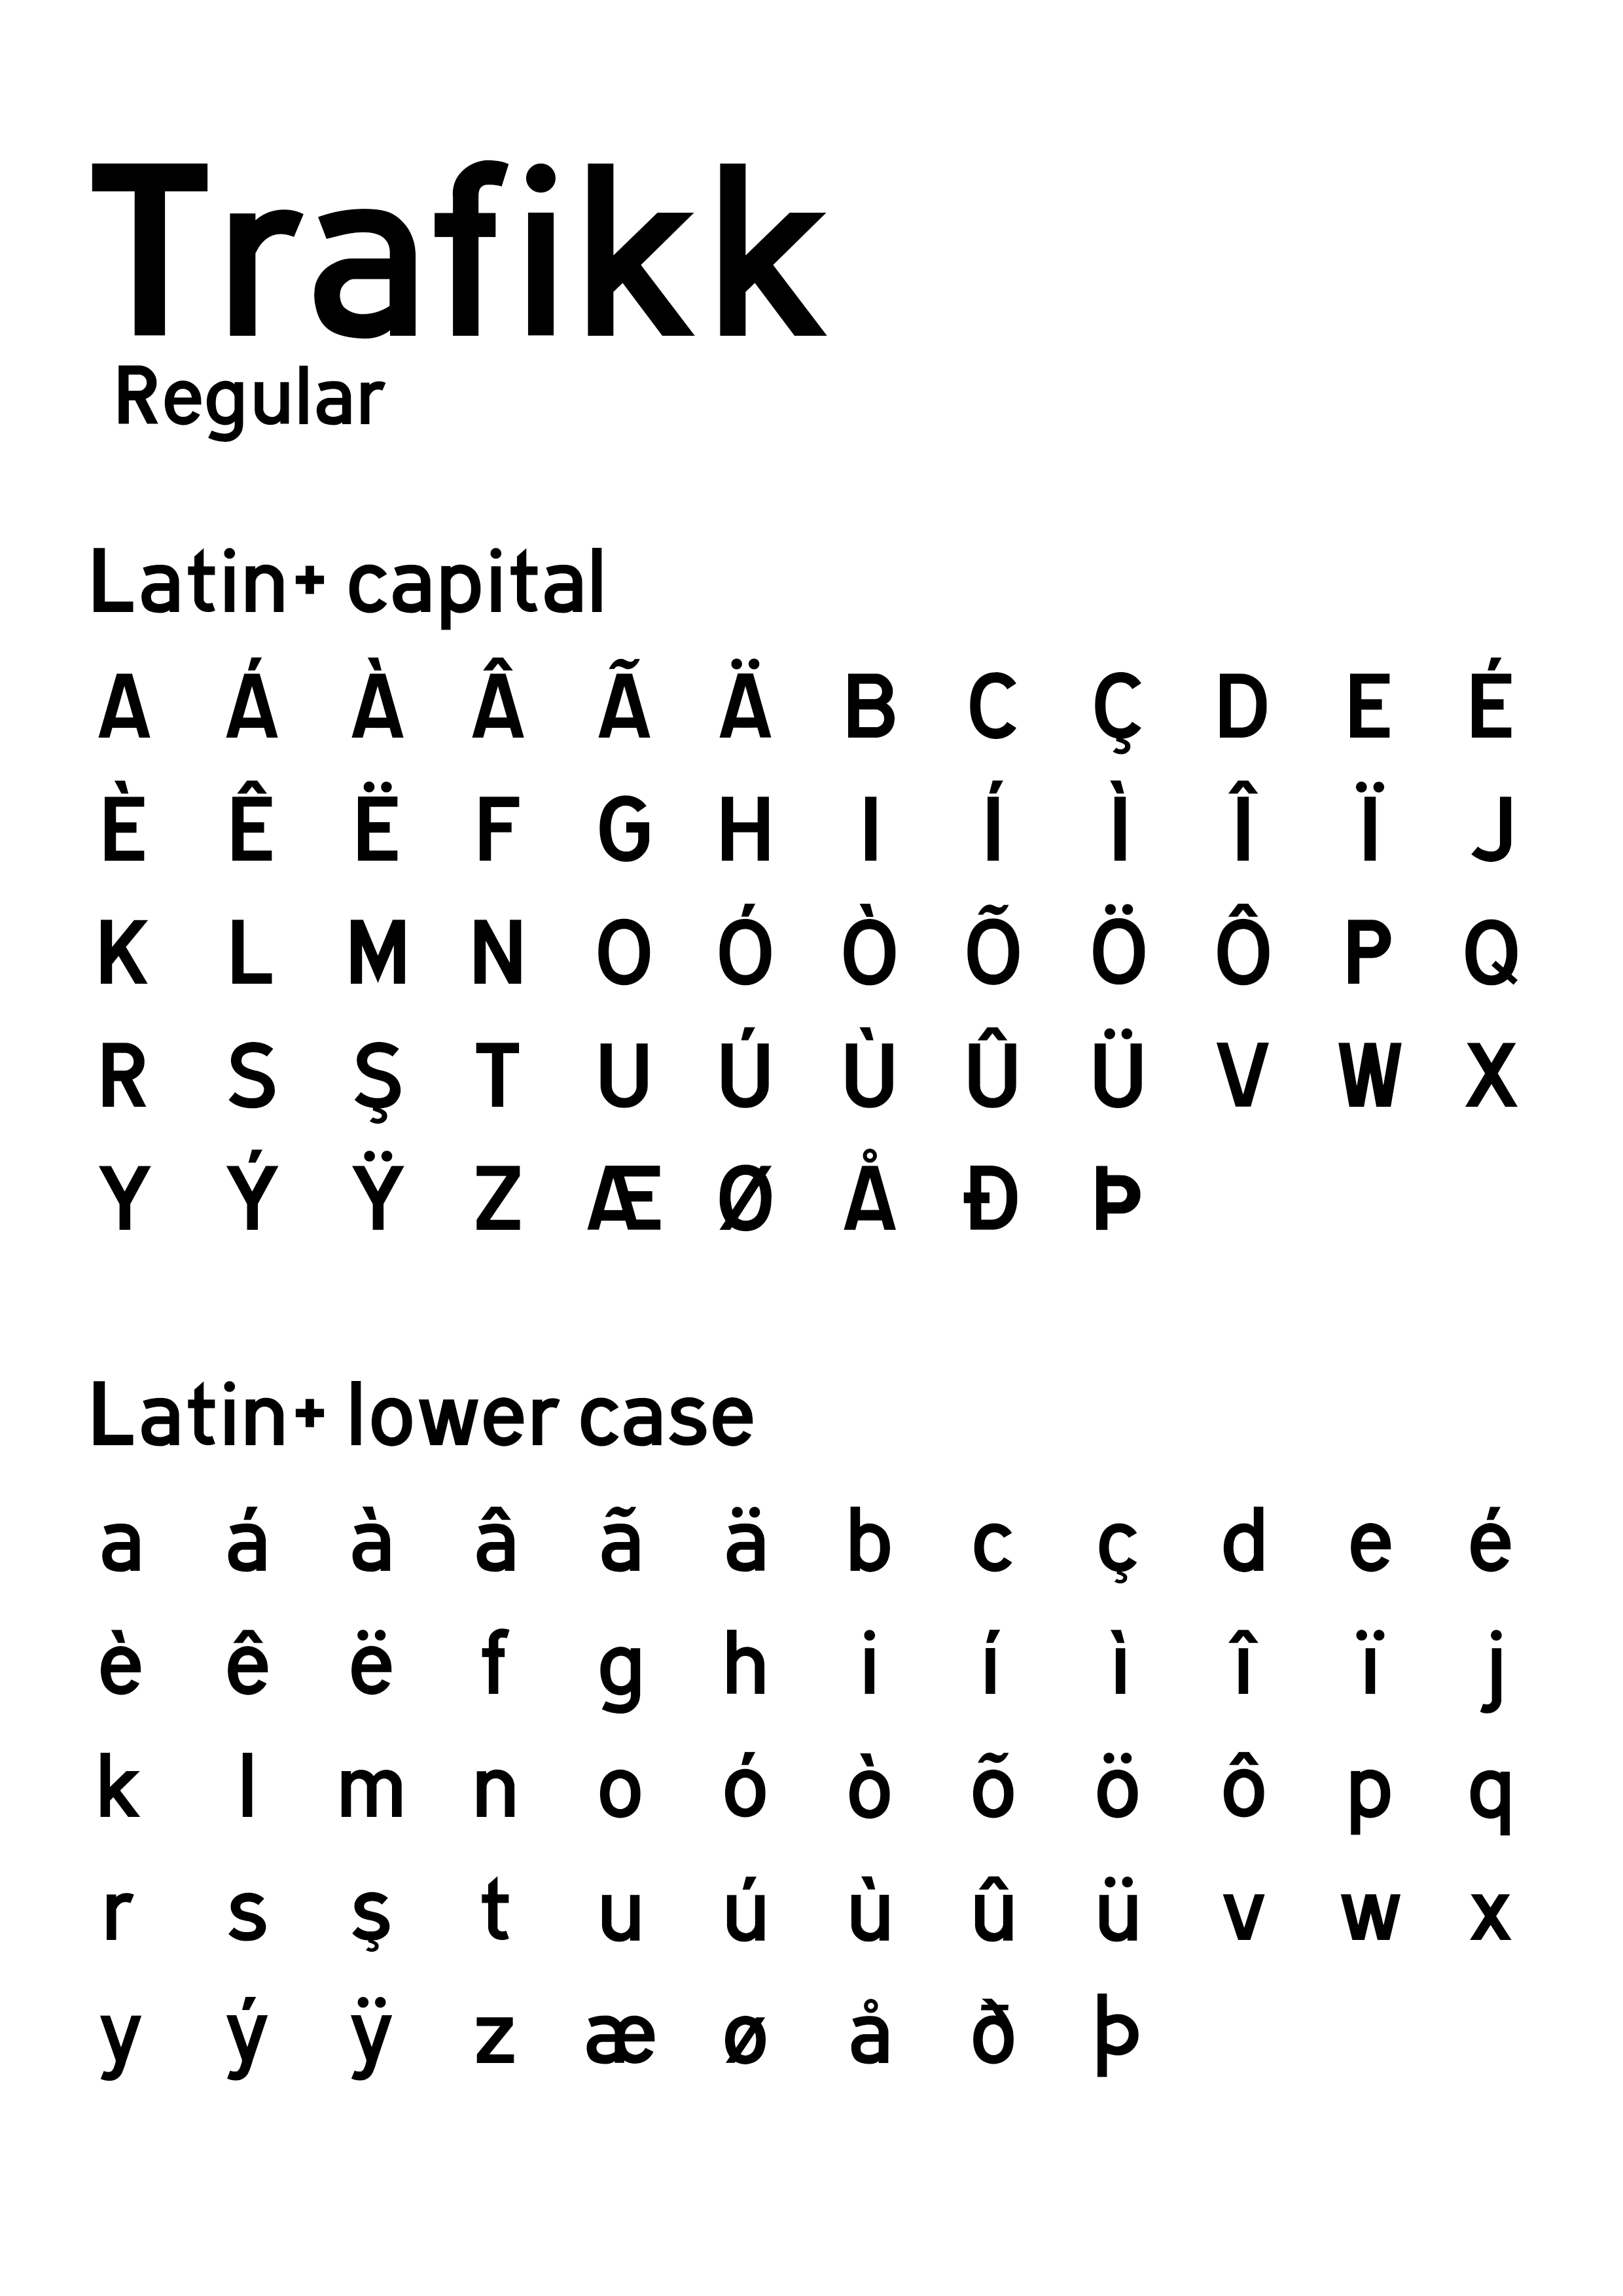 Trafikk
Regular
Latin+ capital
A Á À Â Ã Ä B C Ç D E É
È Ê Ë F G H I Í Ì Î Ï J
K L M N O Ó Ò Õ Ö Ô P Q
R S Ş T U Ú Ù Û Ü V W X
Y Ý Ÿ Z Æ Ø Å Ð Þ
Latin+ lower case
a á à â ã ä b c ç d e é
è ê ë f g h i í ì î ï j
k l m n o ó ò õ ö ô p q
r s ş t u ú ù û ü v w x
y ý ÿ z æ ø å ð þ